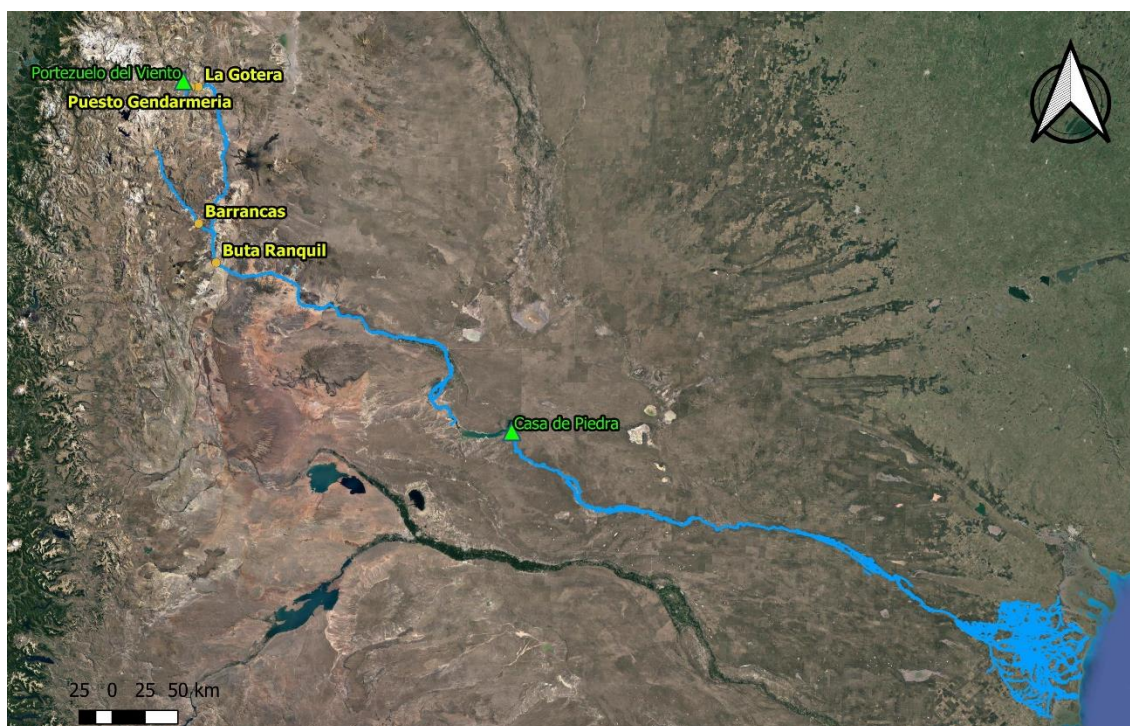 Portezuelo del Viento
La Gotera
Puesto Gendarmeria
Barrancas
Buta Ranquil
Casa de Piedra
25 0 25 50 km